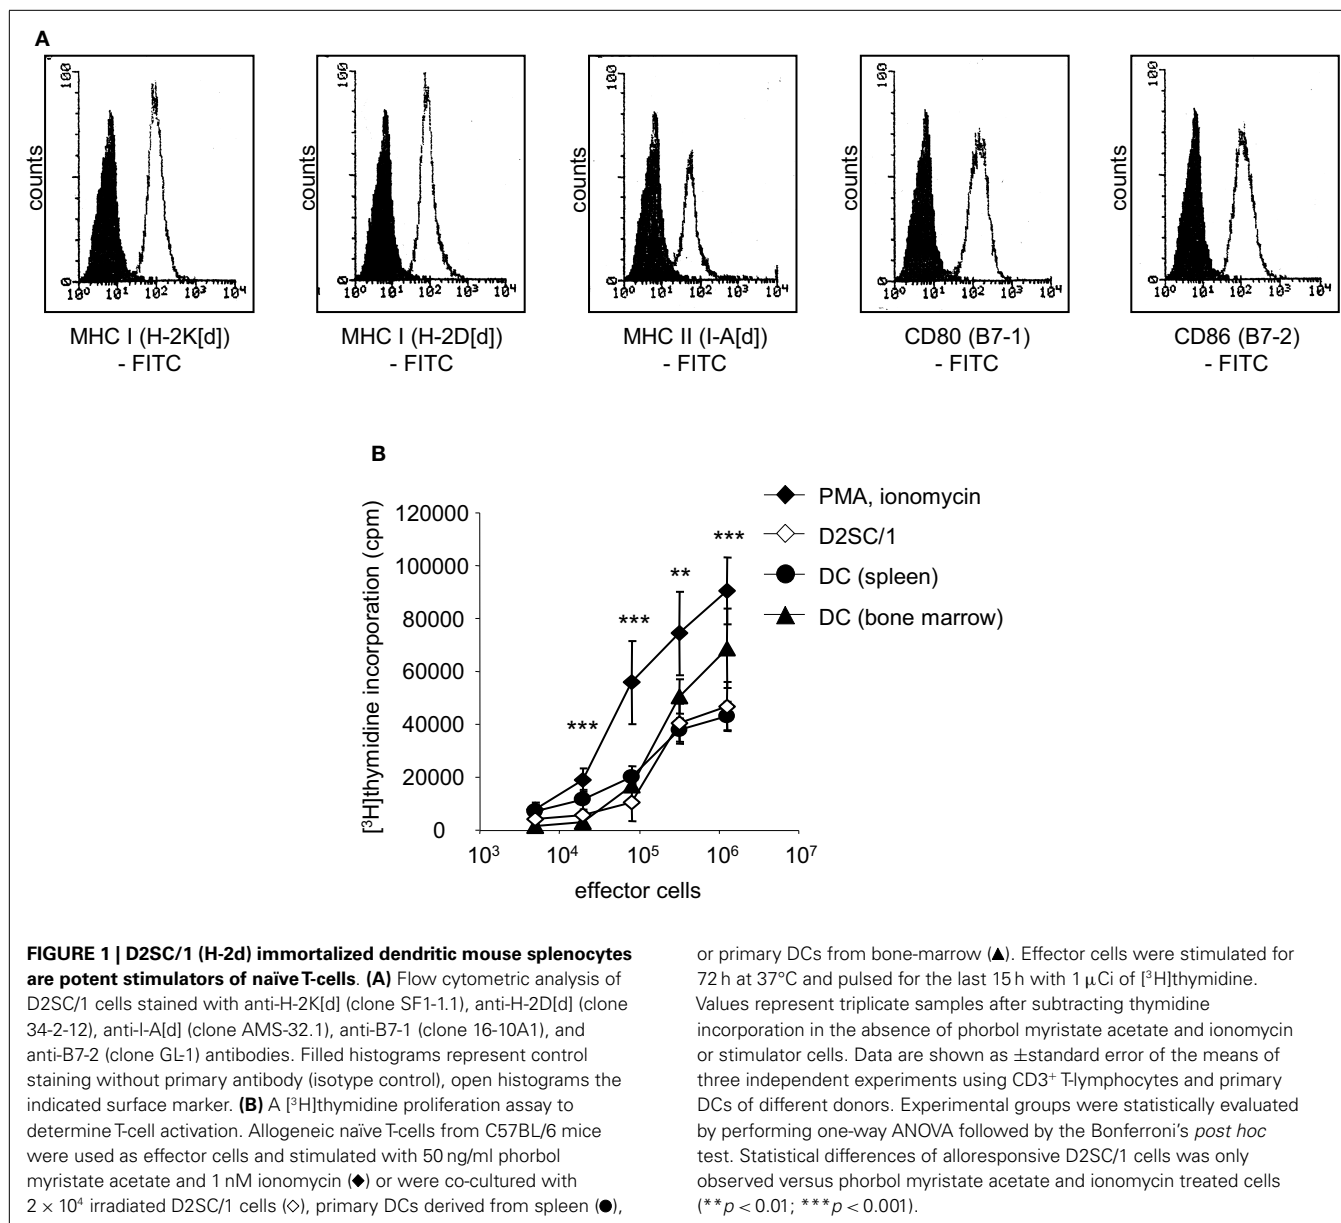 A
100
100
100
100
100
counts
counts
counts
counts
counts
0
0
0
0
0
10⁰ 10¹ 10² 10³ 10⁴
10⁰ 10¹ 10² 10³ 10⁴
10⁰ 10¹ 10² 10³ 10⁴
10⁰ 10¹ 10² 10³ 10⁴
10⁰ 10¹ 10² 10³ 10⁴
MHC I (H-2K[d])
- FITC
MHC I (H-2D[d])
- FITC
MHC II (I-A[d])
- FITC
CD80 (B7-1)
- FITC
CD86 (B7-2)
- FITC
B
[³H]thymidine incorporation (cpm)
120000
100000
80000
60000
40000
20000
0
***
***
**
***
PMA, ionomycin
D2SC/1
DC (spleen)
DC (bone marrow)
10³ 10⁴ 10⁵ 10⁶ 10⁷
effector cells
FIGURE 1 | D2SC/1 (H-2d) immortalized dendritic mouse splenocytes
are potent stimulators of naïve T-cells. (A) Flow cytometric analysis of
D2SC/1 cells stained with anti-H-2K[d] (clone SF1-1.1), anti-H-2D[d] (clone
34-2-12), anti-I-A[d] (clone AMS-32.1), anti-B7-1 (clone 16-10A1), and
anti-B7-2 (clone GL-1) antibodies. Filled histograms represent control
staining without primary antibody (isotype control), open histograms the
indicated surface marker. (B) A [³H]thymidine proliferation assay to
determine T-cell activation. Allogeneic naïve T-cells from C57BL/6 mice
were used as effector cells and stimulated with 50 ng/ml phorbol
myristate acetate and 1 nM ionomycin (◆) or were co-cultured with
2 × 10⁴ irradiated D2SC/1 cells (◇), primary DCs derived from spleen (●),
or primary DCs from bone-marrow (▲). Effector cells were stimulated for
72 h at 37°C and pulsed for the last 15 h with 1 μCi of [³H]thymidine.
Values represent triplicate samples after subtracting thymidine
incorporation in the absence of phorbol myristate acetate and ionomycin
or stimulator cells. Data are shown as ±standard error of the means of
three independent experiments using CD3⁺ T-lymphocytes and primary
DCs of different donors. Experimental groups were statistically evaluated
by performing one-way ANOVA followed by the Bonferroni's post hoc
test. Statistical differences of alloresponsive D2SC/1 cells was only
observed versus phorbol myristate acetate and ionomycin treated cells
(**p < 0.01; ***p < 0.001).